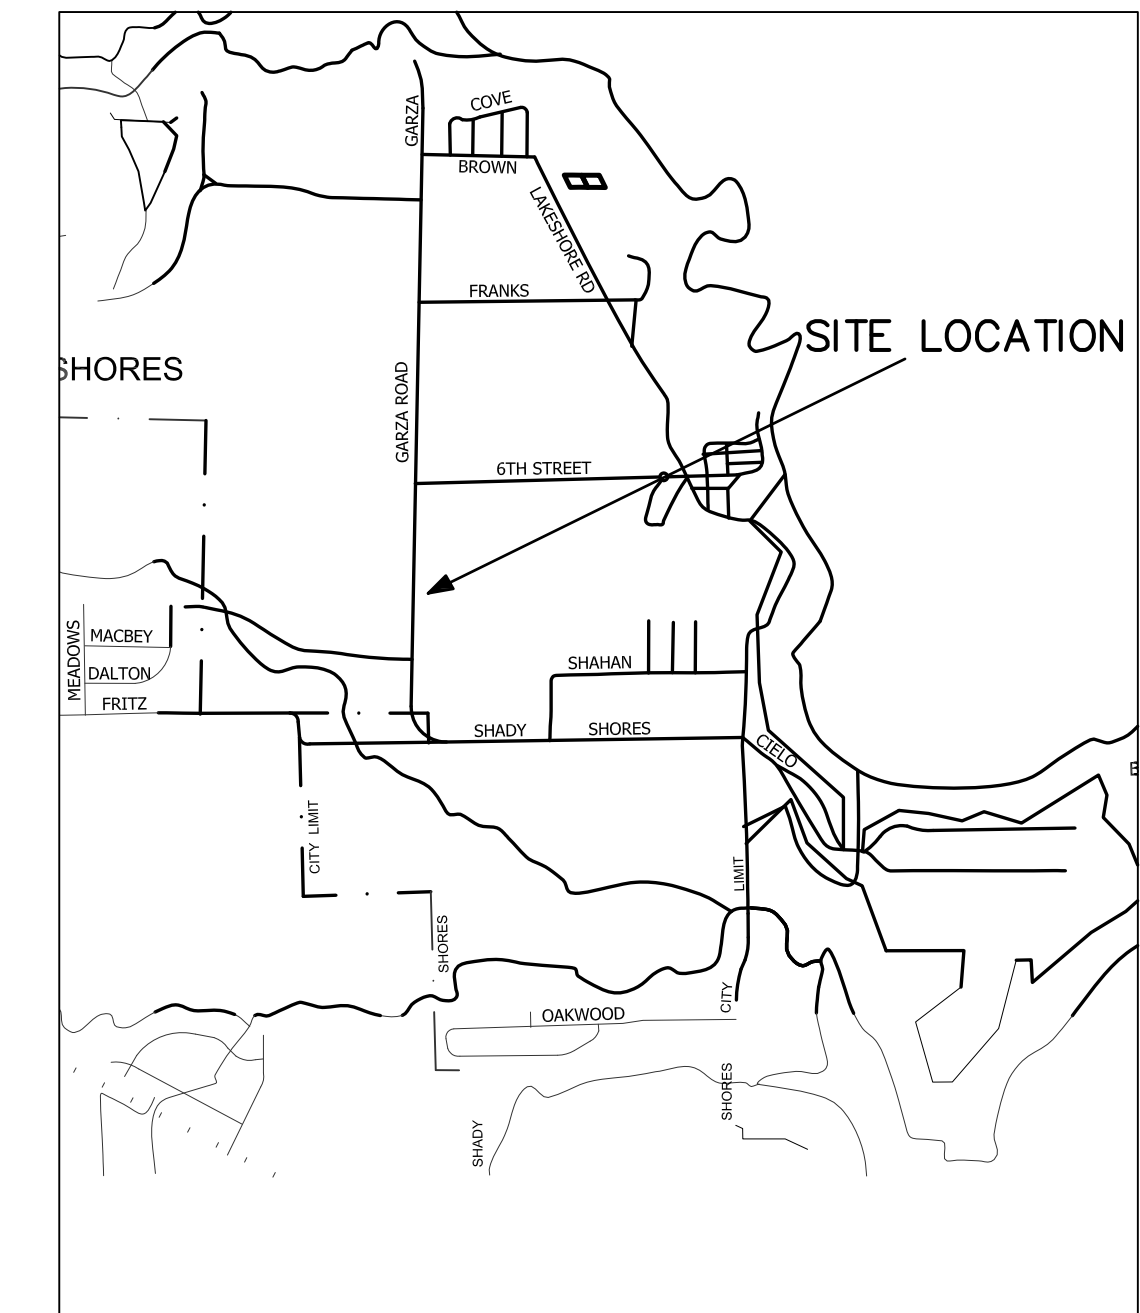 COVE
GARZA
BROWN
LAKESHORE RD
FRANKS
SITE LOCATION
SHORES
GARZA ROAD
6TH STREET
MEADOWS
MACBEY
DALTON
FRITZ
SHAHAN
SHADY
SHORES
CIELO
CITY LIMIT
LIMIT
SHORES
CITY
OAKWOOD
SHORES
SHADY